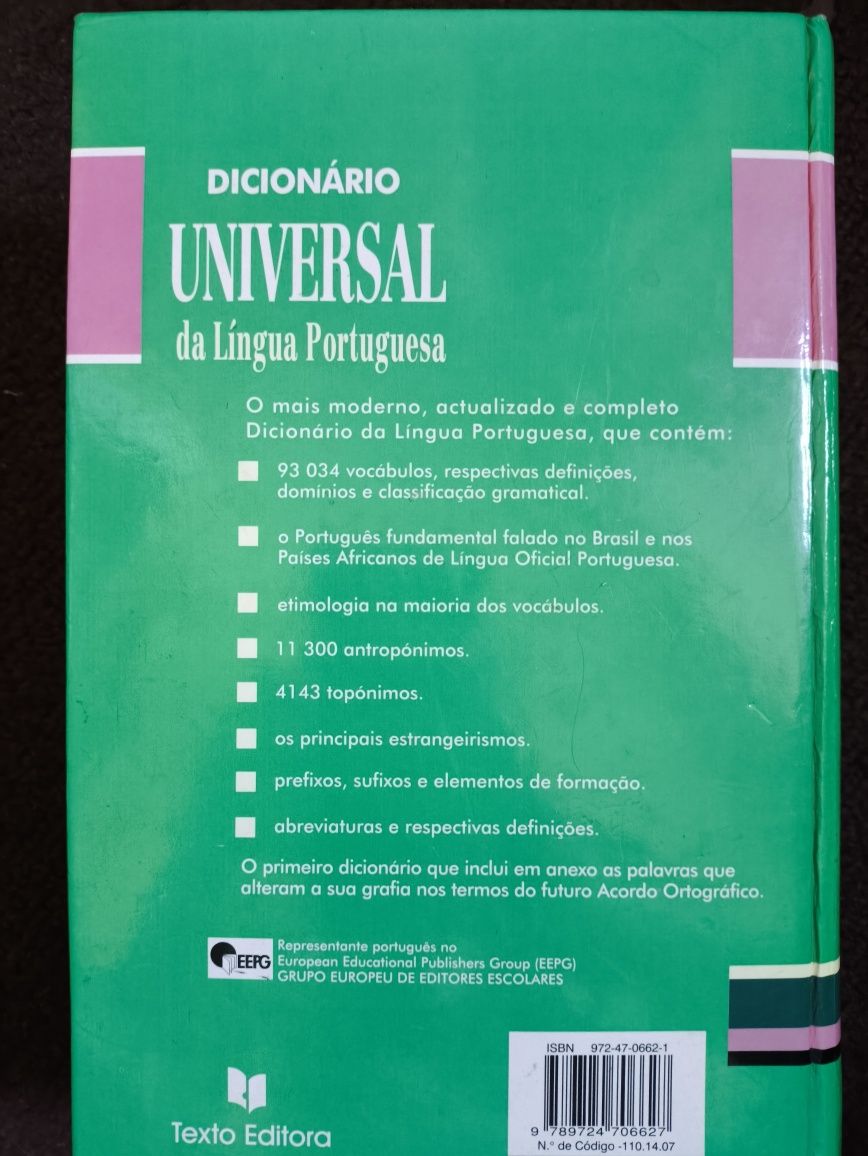 DICIONÁRIO
UNIVERSAL
da Língua Portuguesa
O mais moderno, actualizado e completo
Dicionário da Língua Portuguesa, que contém:
93 034 vocábulos, respectivas definições,
domínios e classificação gramatical.
o Português fundamental falado no Brasil e nos
Países Africanos de Língua Oficial Portuguesa.
etimologia na maioria dos vocábulos.
11 300 antropónimos.
4143 topónimos.
os principais estrangeirismos.
prefixos, sufixos e elementos de formação.
abreviaturas e respectivas definições.
O primeiro dicionário que inclui em anexo as palavras que
alteram a sua grafia nos termos do futuro Acordo Ortográfico.
EEPG
Representante português no
European Educational Publishers Group (EEPG)
GRUPO EUROPEU DE EDITORES ESCOLARES
Texto Editora
ISBN 972-47-0662-1
9 789724 706627
N.º de Código -110.14.07